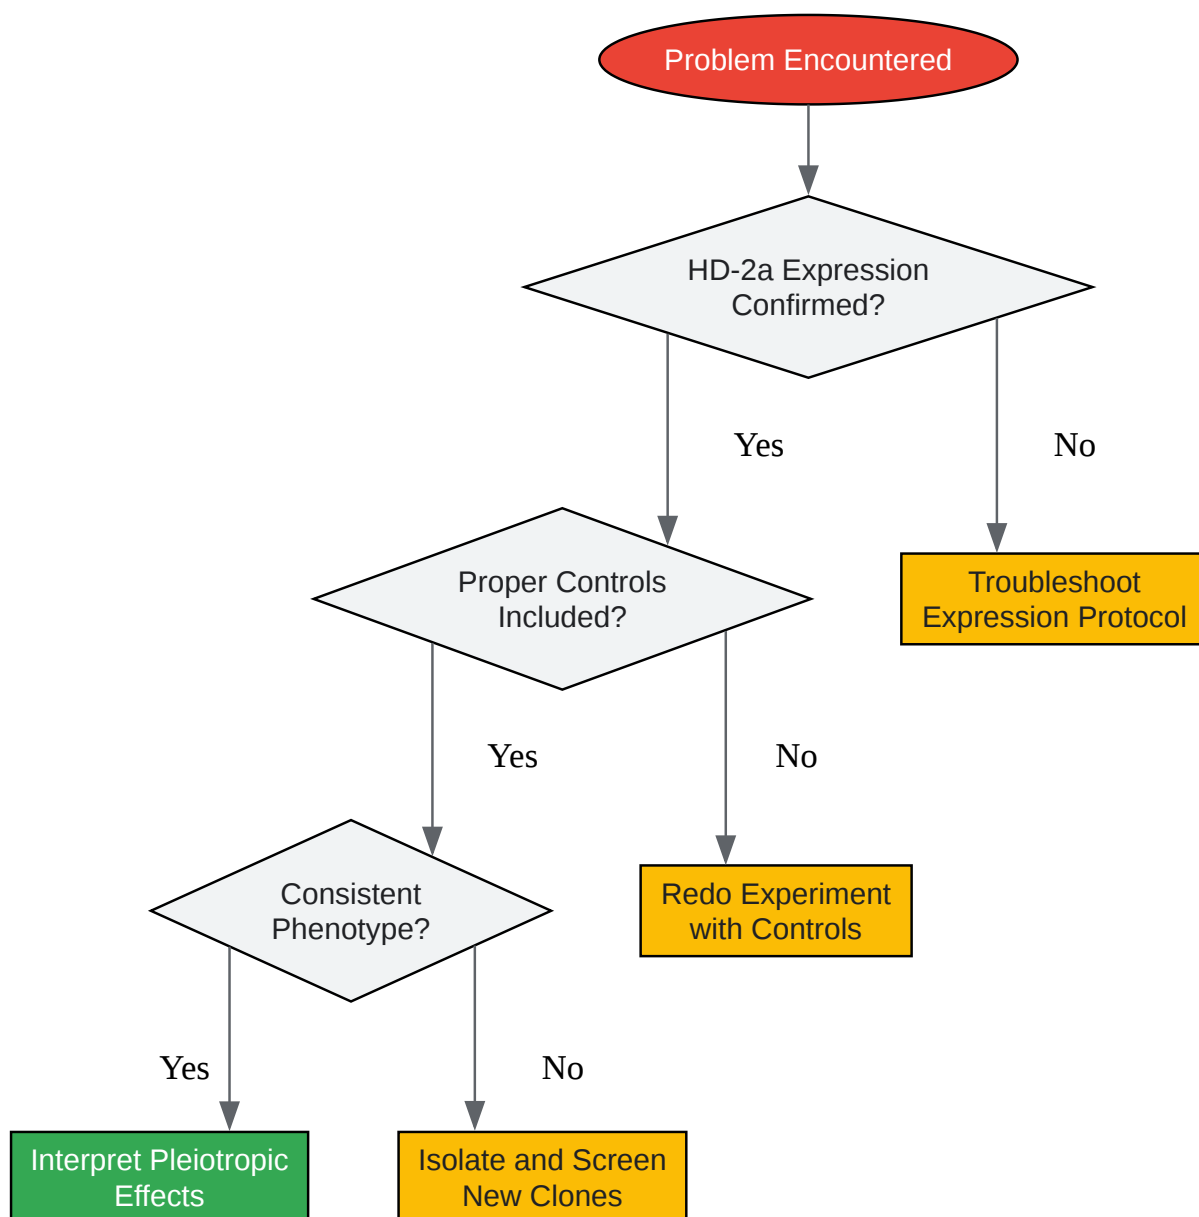 Problem Encountered
HD-2a Expression
Confirmed?
Yes
No
Proper Controls
Included?
Troubleshoot
Expression Protocol
Yes
No
Consistent
Phenotype?
Redo Experiment
with Controls
Yes
No
Interpret Pleiotropic
Effects
Isolate and Screen
New Clones